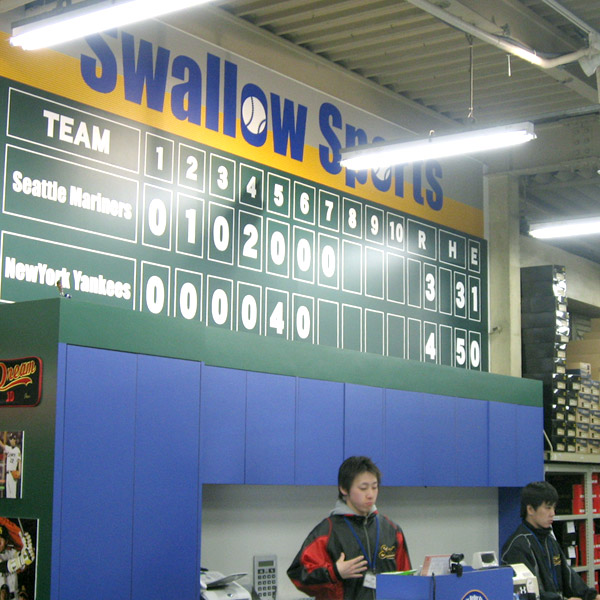 Swallow Sports
TEAM 1 2 3 4 5 6 7 8 9 10 R H E
Seattle Mariners 0 1 0 2 0 0 0 3 3 1
NewYork Yankees 0 0 0 0 4 0 4 5 0
Dream